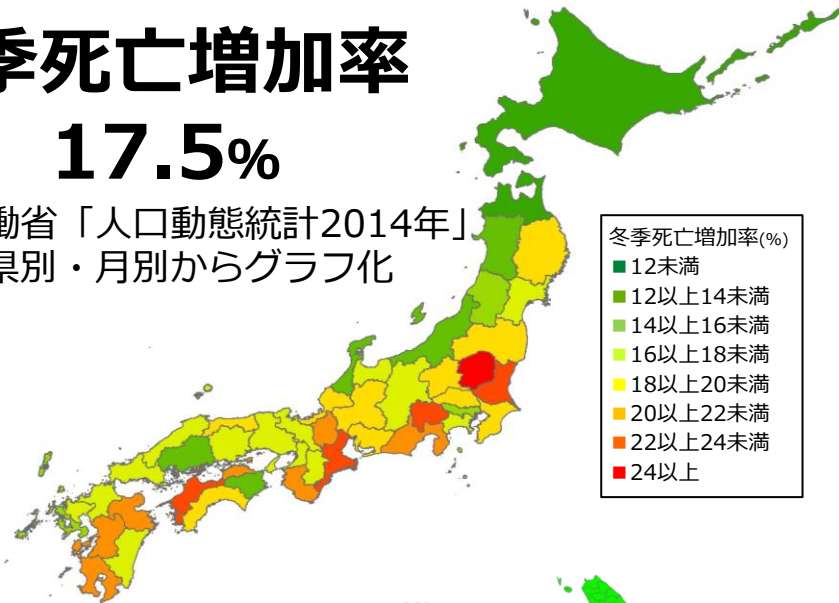 季死亡増加率
17.5%
働省「人口動態統計2014年」
県別・月別からグラフ化
冬季死亡増加率(%)
12未満
12以上14未満
14以上16未満
16以上18未満
18以上20未満
20以上22未満
22以上24未満
24以上